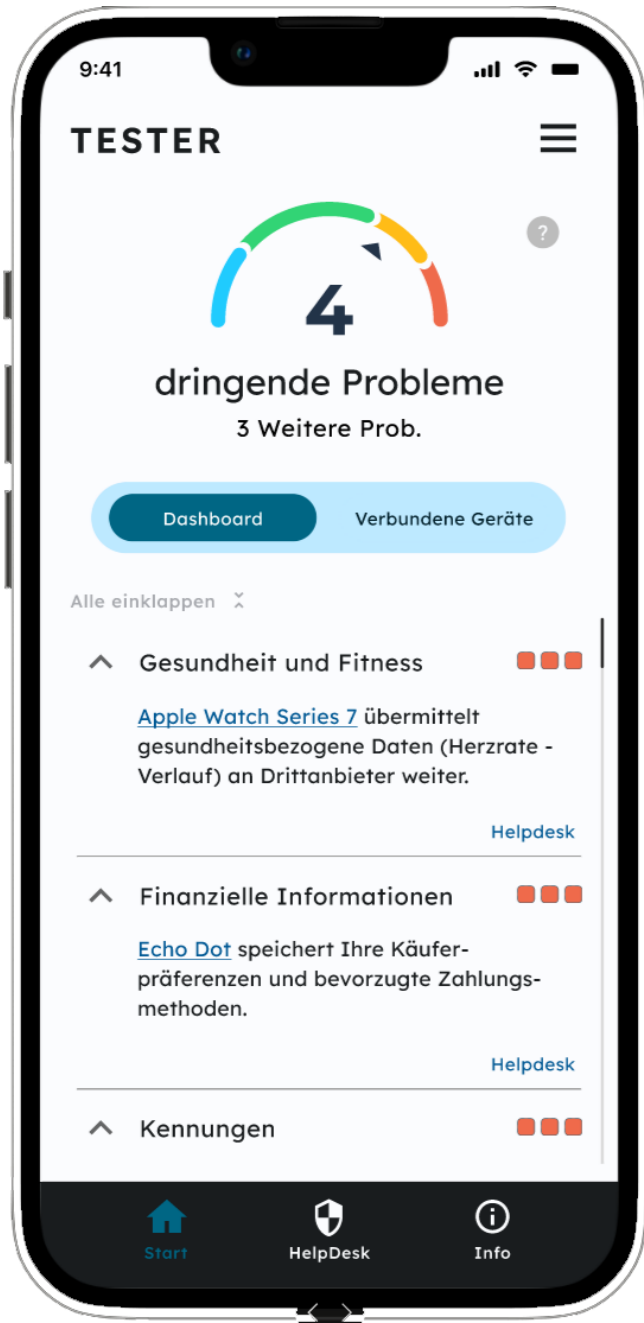 9:41
TESTER
?
4
dringende Probleme
3 Weitere Prob.
Dashboard
Verbundene Geräte
Alle einklappen
Gesundheit und Fitness
Apple Watch Series 7 übermittelt
gesundheitsbezogene Daten (Herzrate -
Verlauf) an Drittanbieter weiter.
Helpdesk
Finanzielle Informationen
Echo Dot speichert Ihre Käufer-
präferenzen und bevorzugte Zahlungs-
methoden.
Helpdesk
Kennungen
Start
HelpDesk
Info